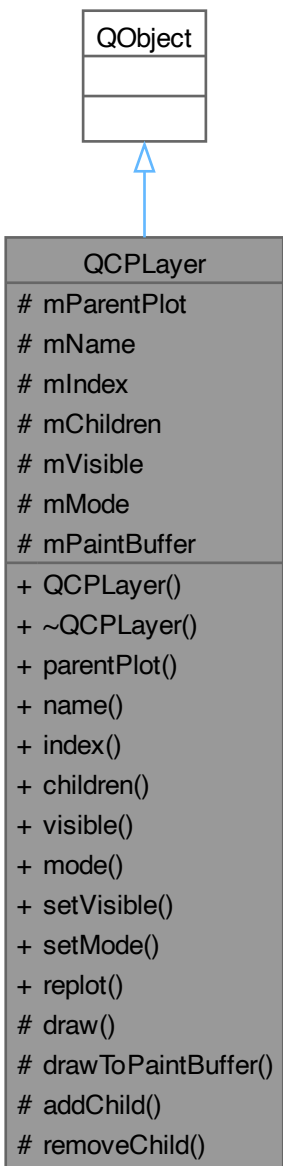 QObject
QCPLayer
# mParentPlot
# mName
# mIndex
# mChildren
# mVisible
# mMode
# mPaintBuffer
+ QCPLayer()
+ ~QCPLayer()
+ parentPlot()
+ name()
+ index()
+ children()
+ visible()
+ mode()
+ setVisible()
+ setMode()
+ replot()
# draw()
# drawToPaintBuffer()
# addChild()
# removeChild()